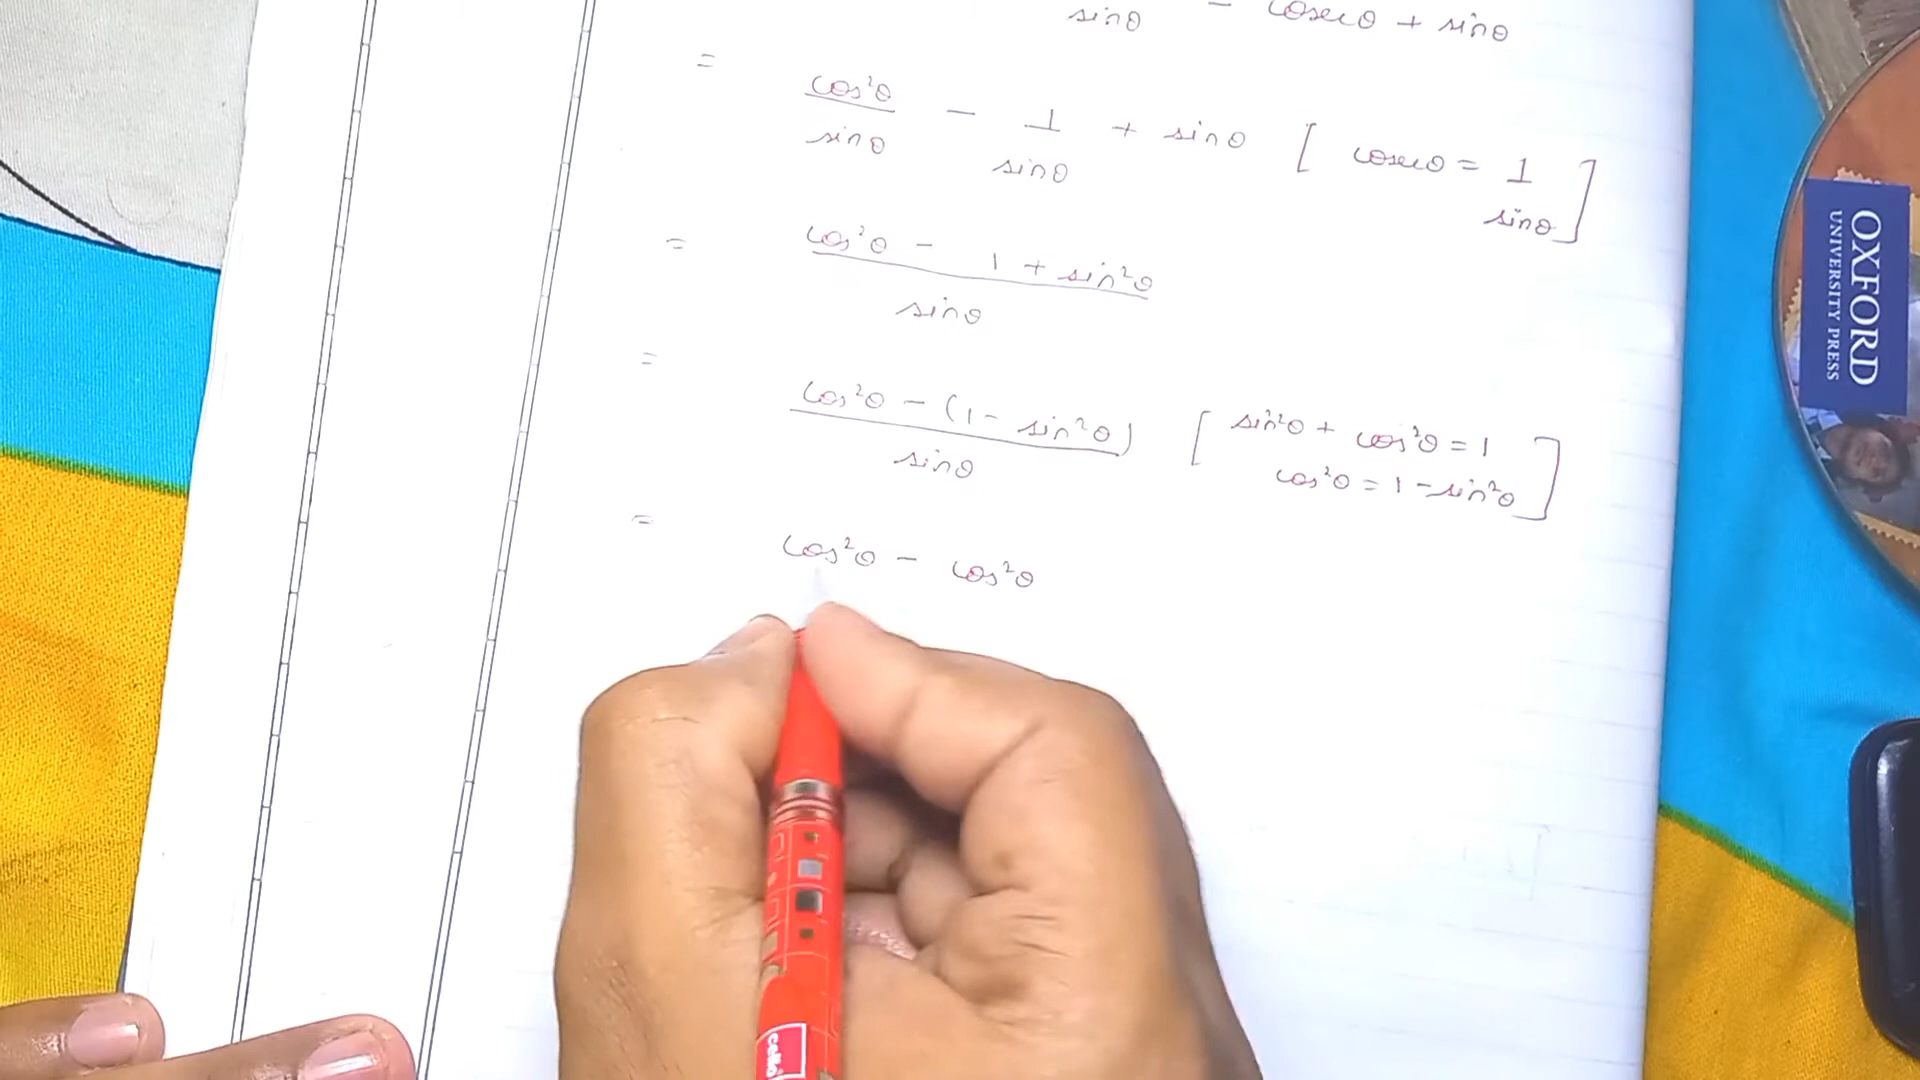 sinθ - cosecθ + sinθ
= cos²θ/sinθ - 1/sinθ + sinθ [ cosecθ = 1/sinθ ]
= cos²θ - 1 + sin²θ / sinθ
= cos²θ - (1 - sin²θ) / sinθ [ sin²θ + cos²θ = 1
cos²θ = 1 - sin²θ ]
= cos²θ - cos²θ
OXFORD
UNIVERSITY PRESS
cello